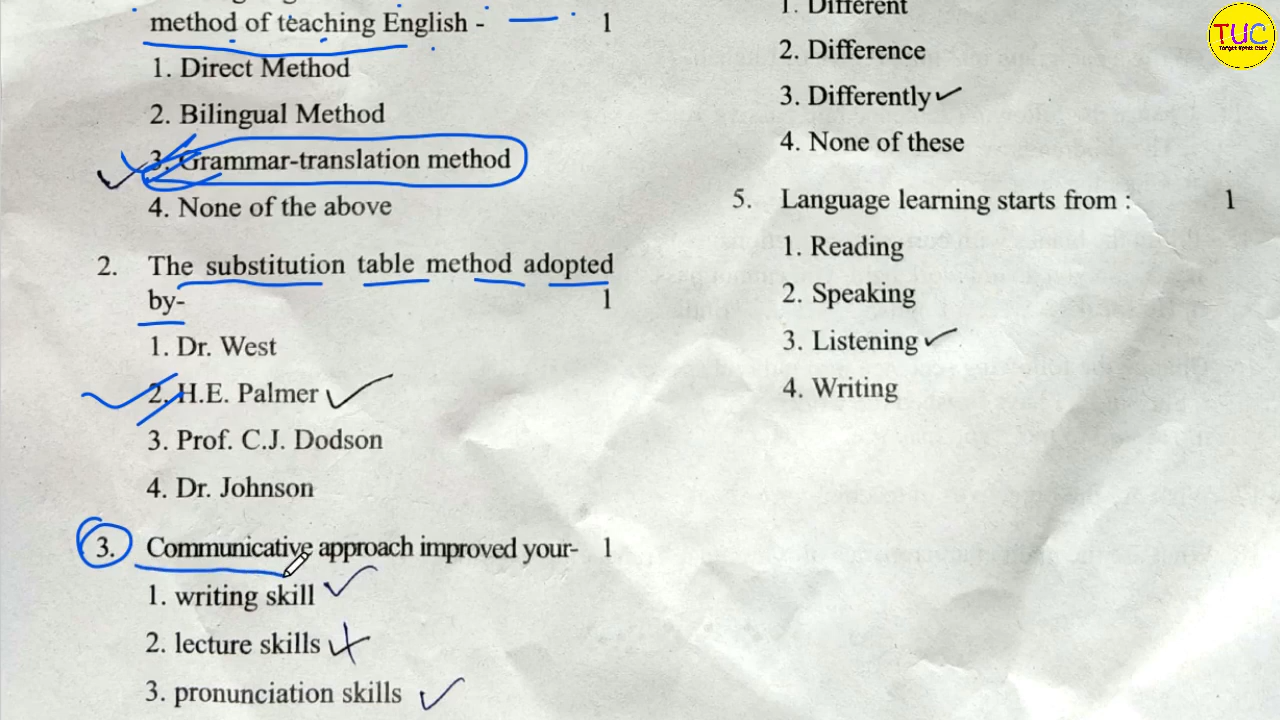 method of teaching English - 1
1. Direct Method
2. Bilingual Method
3. Grammar-translation method
4. None of the above
2. The substitution table method adopted
by- 1
1. Dr. West
2. H.E. Palmer
3. Prof. C.J. Dodson
4. Dr. Johnson
3. Communicative approach improved your- 1
1. writing skill
2. lecture skills
3. pronunciation skills
1. Different
2. Difference
3. Differently
4. None of these
5. Language learning starts from : 1
1. Reading
2. Speaking
3. Listening
4. Writing
TUC